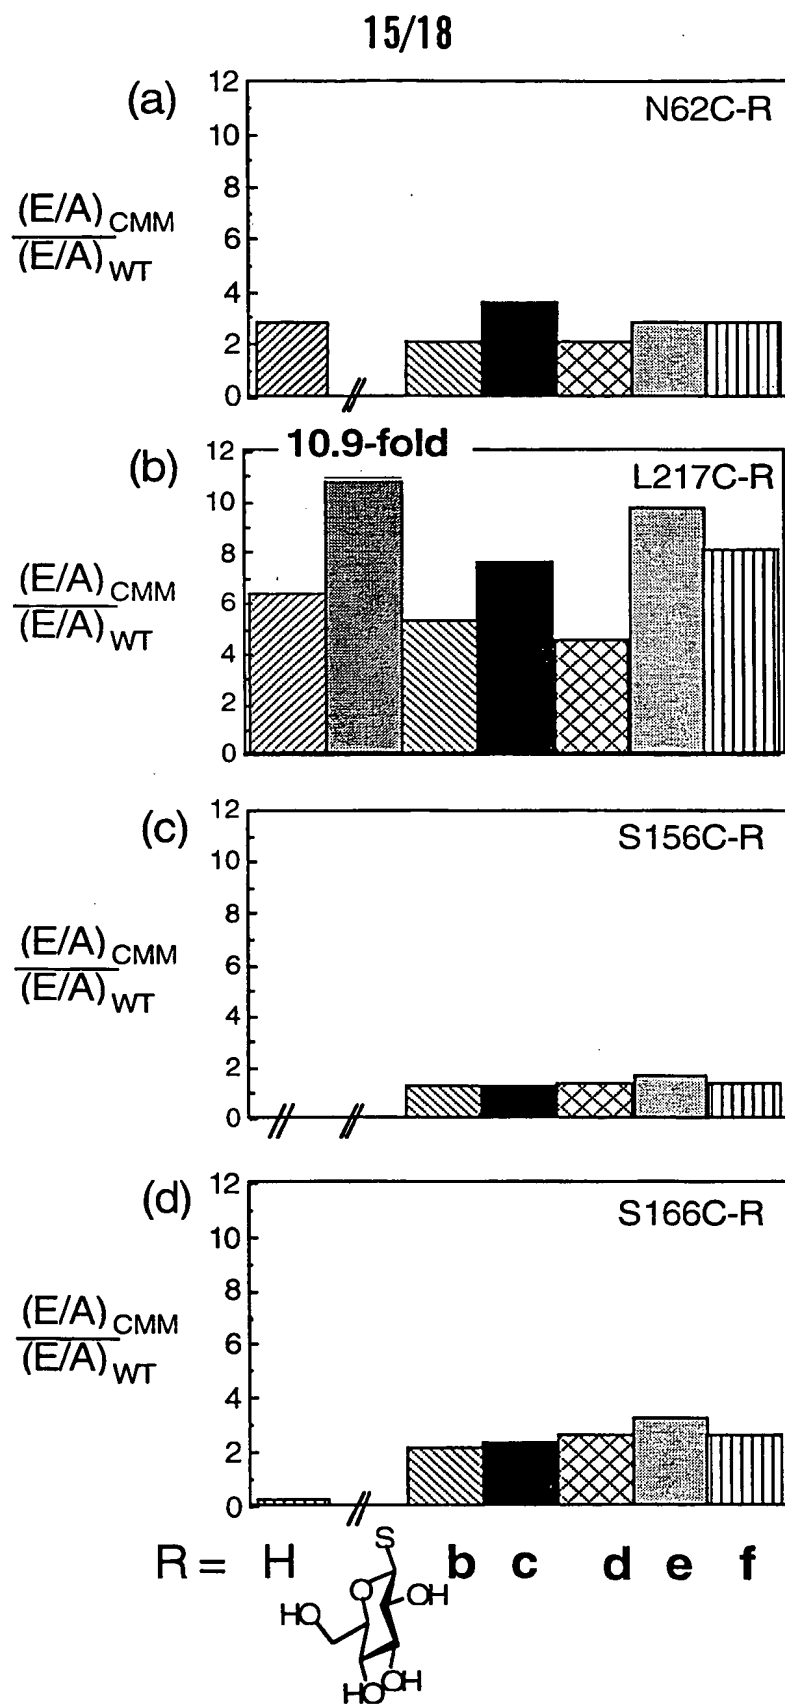 15/18
(a)
N62C-R
(E/A)CMM
(E/A)WT
12
10
8
6
4
2
0
(b)
10.9-fold
L217C-R
(E/A)CMM
(E/A)WT
12
10
8
6
4
2
0
(c)
S156C-R
(E/A)CMM
(E/A)WT
12
10
8
6
4
2
0
(d)
S166C-R
(E/A)CMM
(E/A)WT
12
10
8
6
4
2
0
R = H b c d e f
S
O
OH
HO
OH
HO